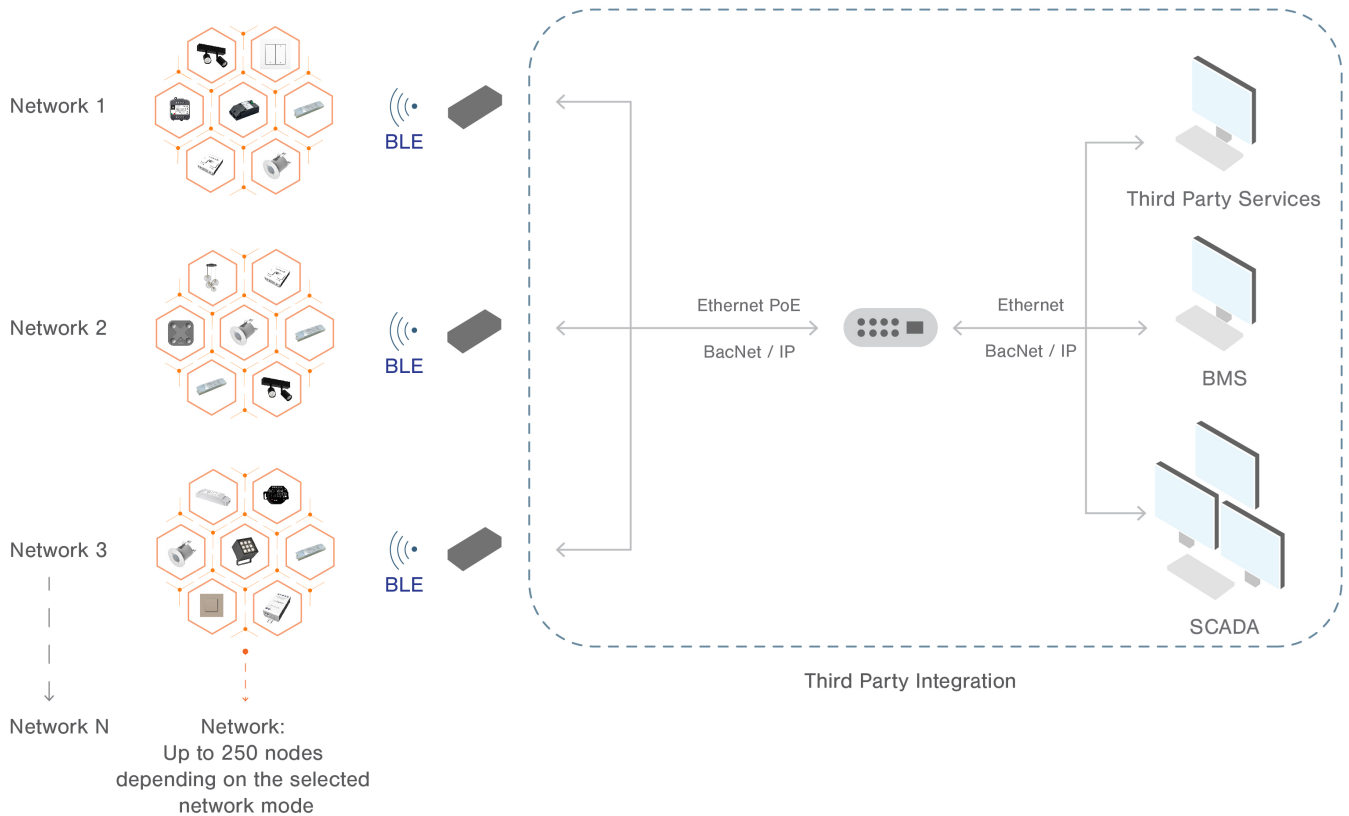 Network 1
BLE
Third Party Services
Network 2
BLE
Ethernet PoE
BacNet / IP
Ethernet
BacNet / IP
BMS
Network 3
BLE
SCADA
Third Party Integration
Network N
Network:
Up to 250 nodes
depending on the selected
network mode